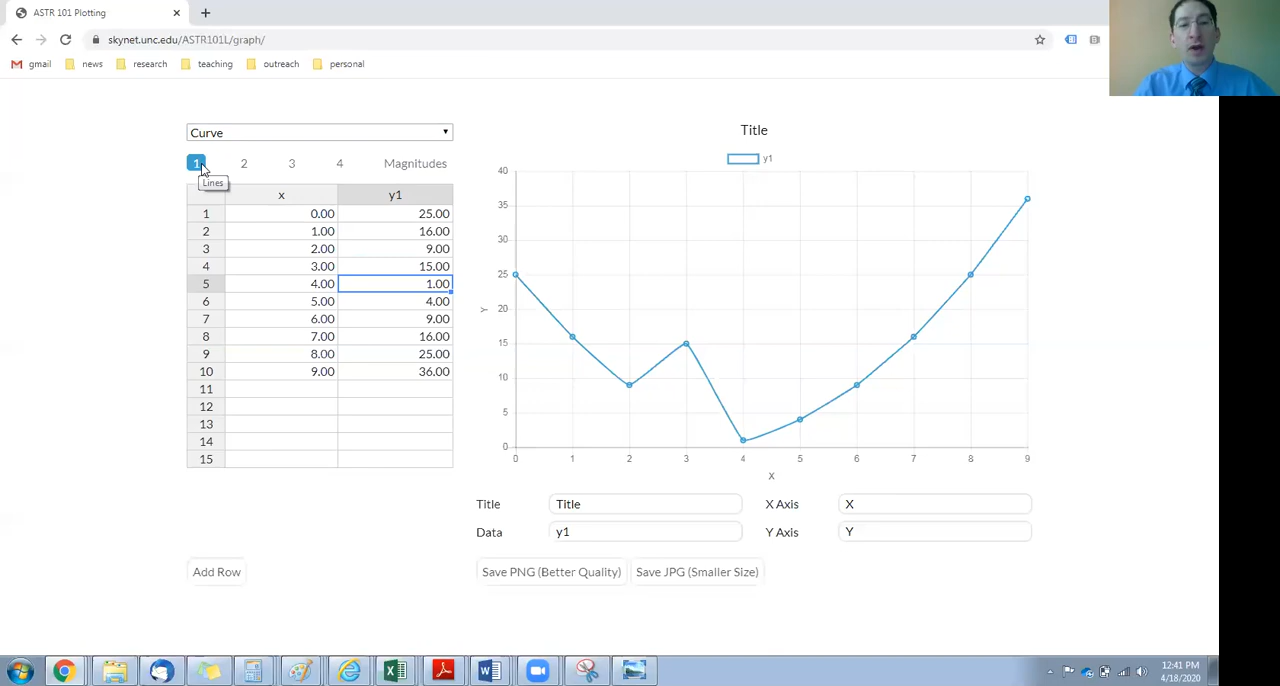 ASTR 101 Plotting
skynet.unc.edu/ASTR101L/graph/
gmail news research teaching outreach personal
Curve
1 2 3 4 Magnitudes
Lines
x y1
1 0.00 25.00
2 1.00 16.00
3 2.00 9.00
4 3.00 15.00
5 4.00 1.00
6 5.00 4.00
7 6.00 9.00
8 7.00 16.00
9 8.00 25.00
10 9.00 36.00
11
12
13
14
15
Add Row
Title
y1
40
35
30
25
20
15
10
5
0
Y
0 1 2 3 4 5 6 7 8 9
X
Title Title X Axis X
Data y1 Y Axis Y
Save PNG (Better Quality) Save JPG (Smaller Size)
12:41 PM
4/18/2020